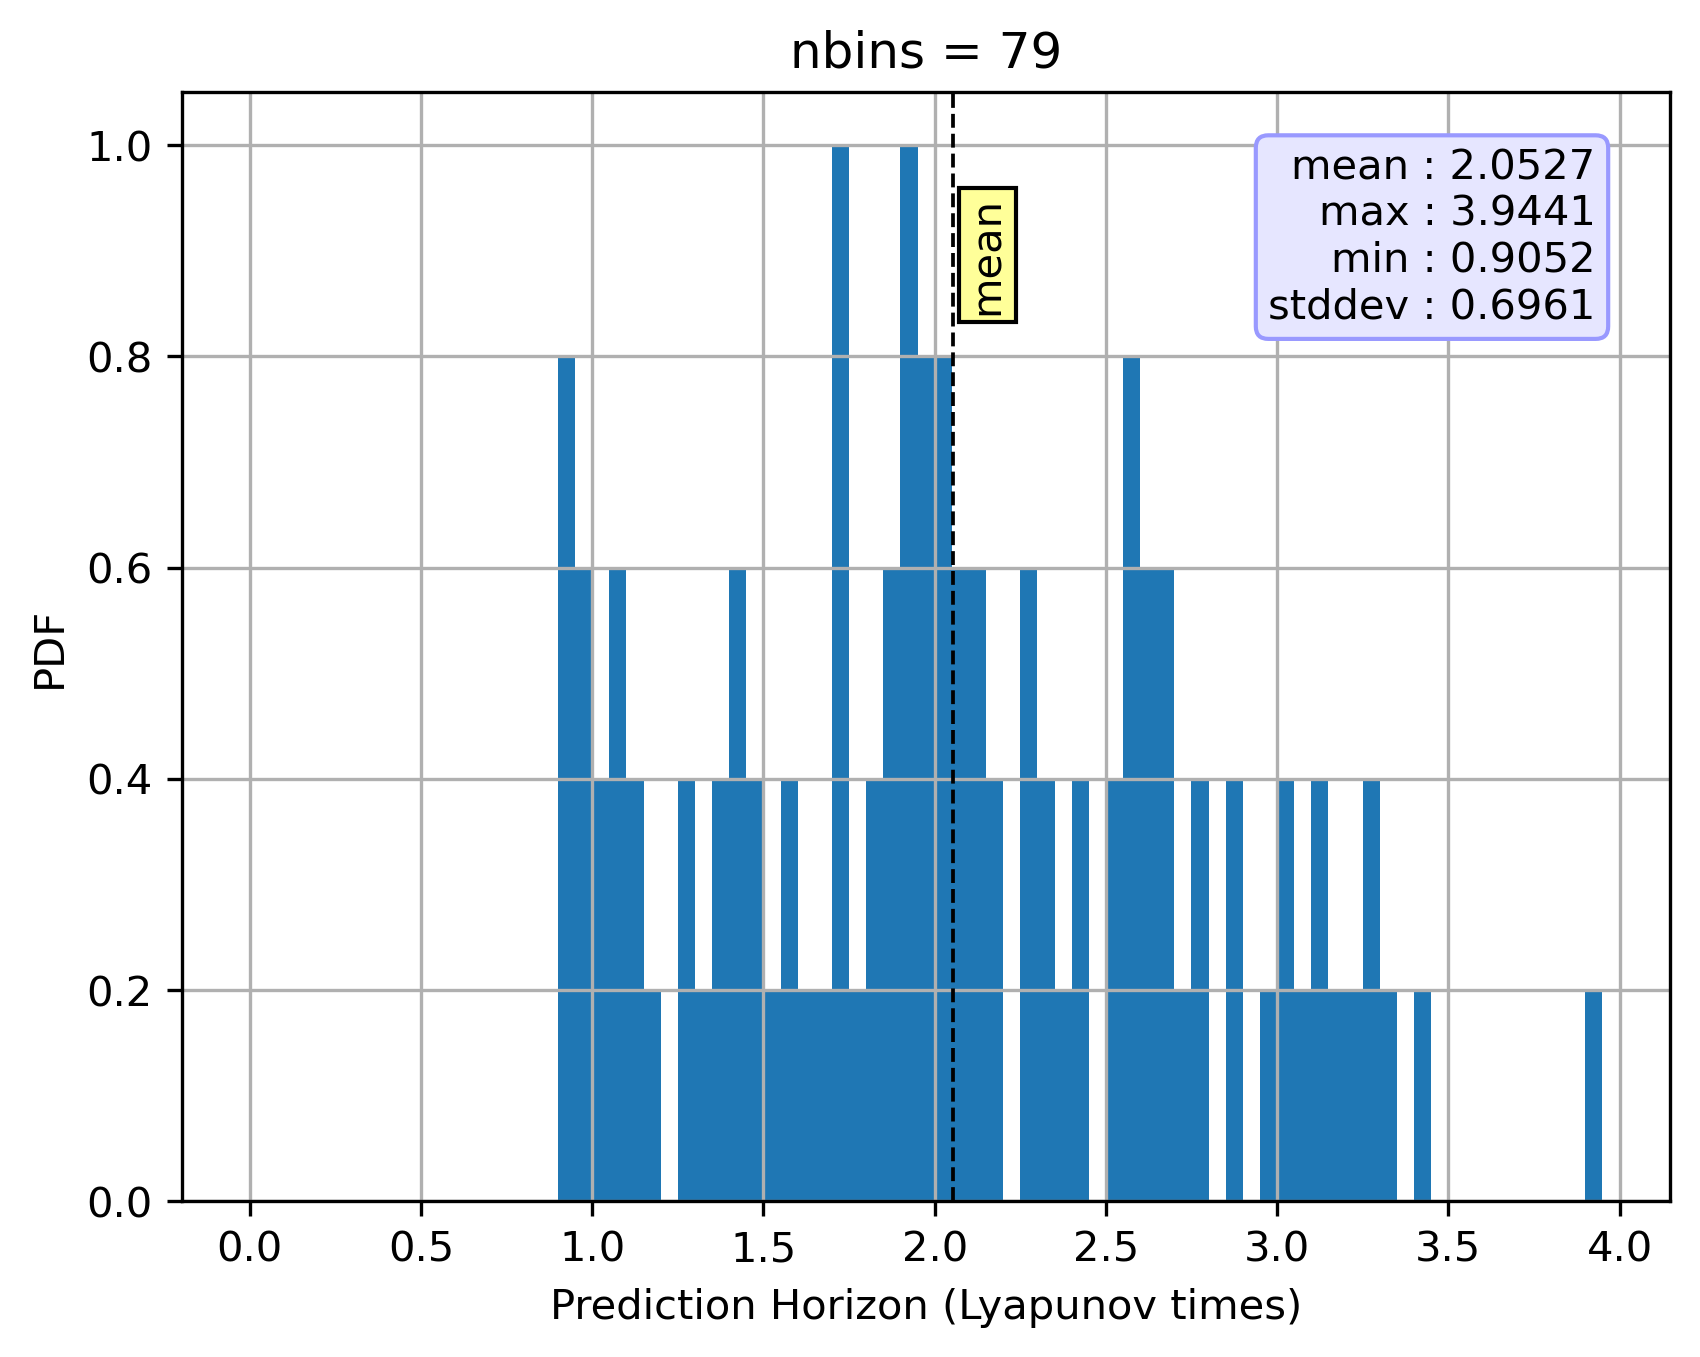 nbins = 79
mean : 2.0527
max : 3.9441
min : 0.9052
stddev : 0.6961
mean
PDF
1.0
0.8
0.6
0.4
0.2
0.0
0.0 0.5 1.0 1.5 2.0 2.5 3.0 3.5 4.0
Prediction Horizon (Lyapunov times)